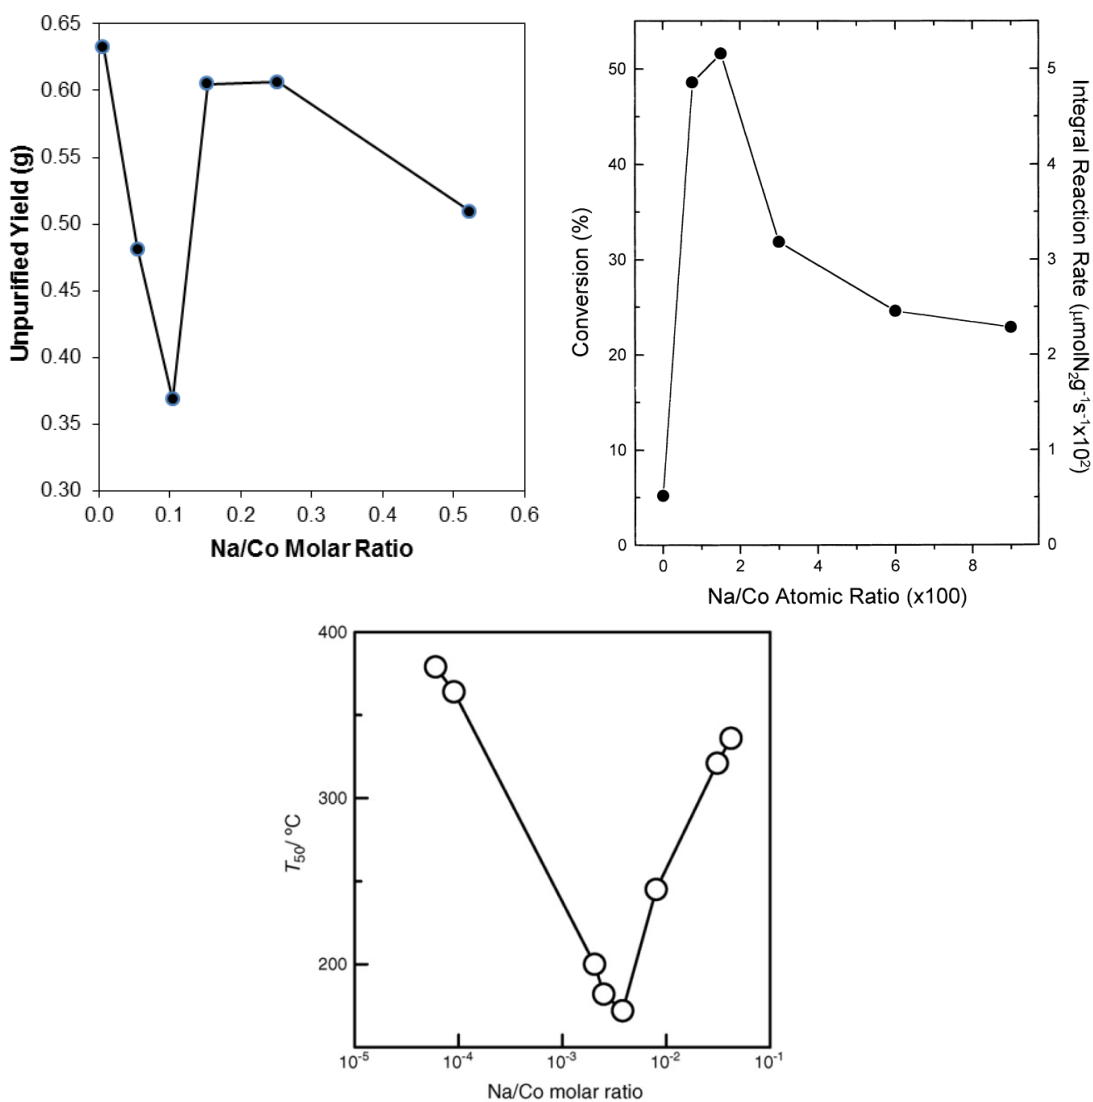 0.65
0.60
0.55
0.50
0.45
0.40
0.35
0.30
0.0 0.1 0.2 0.3 0.4 0.5 0.6
Unpurified Yield (g)
Na/Co Molar Ratio
50
40
30
20
10
0
0 2 4 6 8
5
4
3
2
1
0
Conversion (%)
Integral Reaction Rate (μmolN₂g⁻¹s⁻¹x10²)
Na/Co Atomic Ratio (x100)
400
300
200
10⁻⁵ 10⁻⁴ 10⁻³ 10⁻² 10⁻¹
T₅₀/ ºC
Na/Co molar ratio